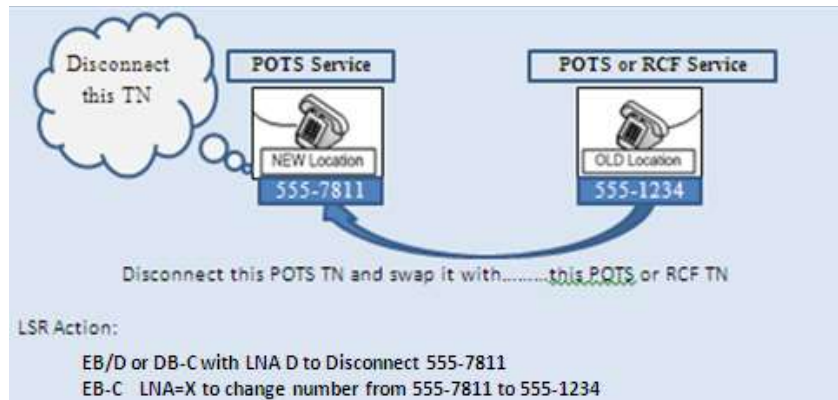 Disconnect
this TN
POTS Service
POTS or RCF Service
NEW Location
OLD Location
555-7811
555-1234
Disconnect this POTS TN and swap it with.........this POTS or RCF TN
LSR Action:
EB/D or DB-C with LNA D to Disconnect 555-7811
EB-C LNA=X to change number from 555-7811 to 555-1234